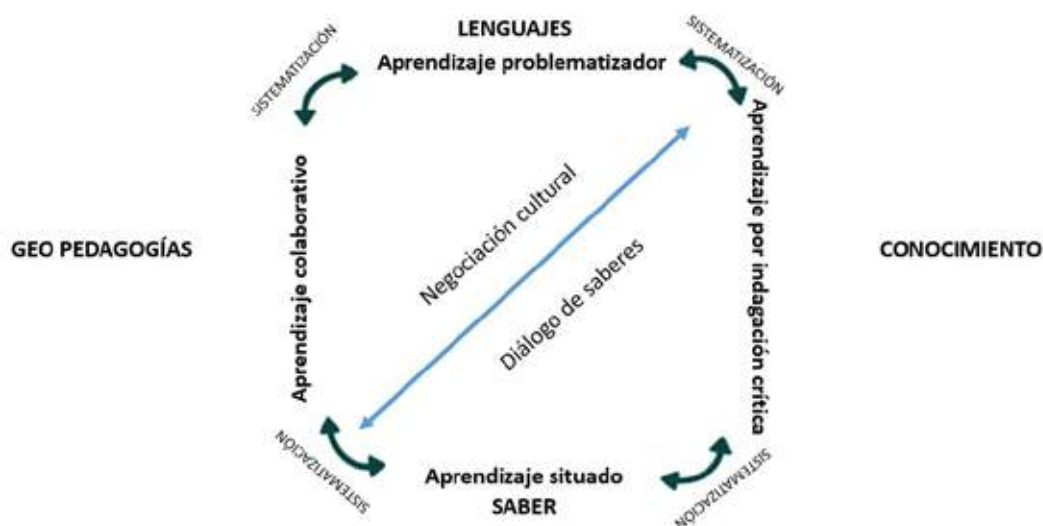 LENGUAJES
Aprendizaje problematizador
SISTEMATIZACIÓN
SISTEMATIZACIÓN
GEO PEDAGOGÍAS
Aprendizaje colaborativo
Negociación cultural
Diálogo de saberes
Aprendizaje por indagación crítica
CONOCIMIENTO
SISTEMATIZACIÓN
SISTEMATIZACIÓN
Aprendizaje situado
SABER